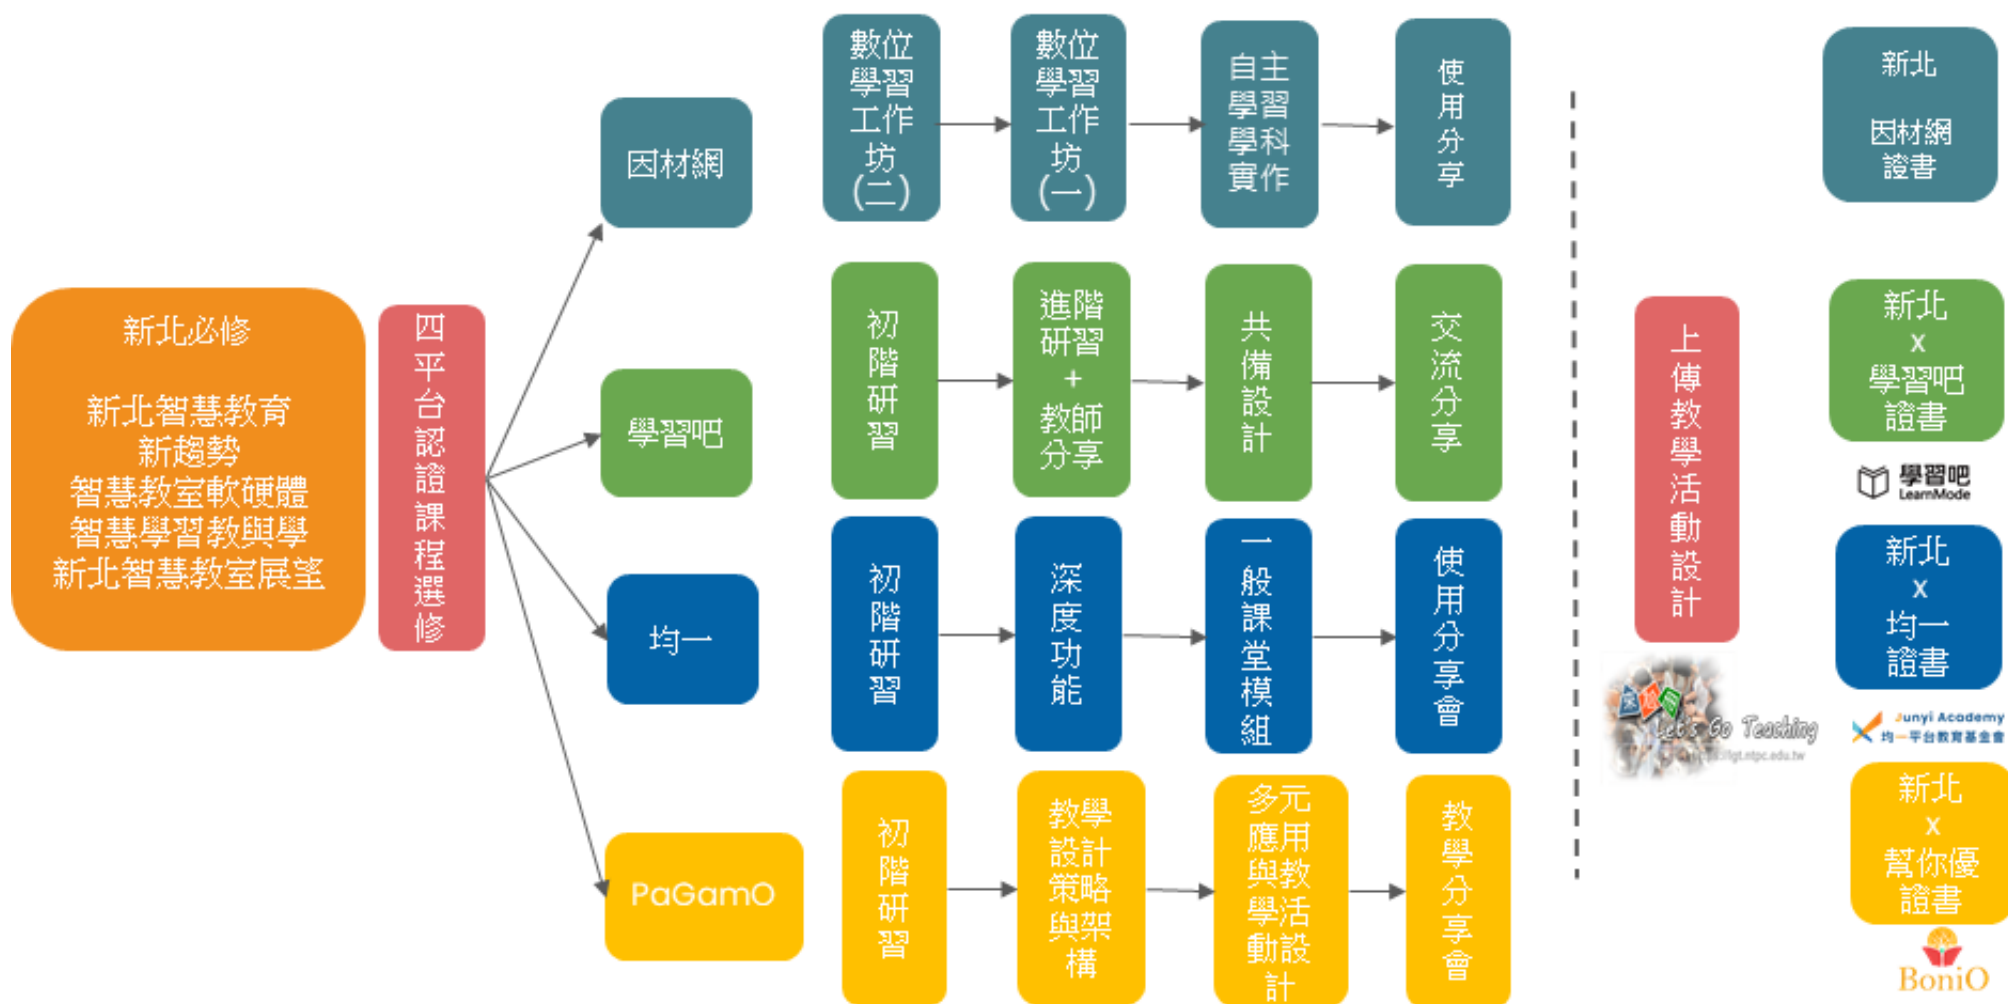 新北必修
新北智慧教育
新趨勢
智慧教室軟硬體
智慧學習教與學
新北智慧教室展望
四
平
台
認
證
課
程
選
修
因材網
數位
學習
工作
坊
(二)
數位
學習
工作
坊
(一)
自主
學習
學科
實作
使
用
分
享
學習吧
初
階
研
習
進階
研習
+
教師
分享
共
備
設
計
交
流
分
享
均一
初
階
研
習
深
度
功
能
一
般
課
堂
模
組
使
用
分
享
會
PaGamO
初
階
研
習
教學
設計
策略
與架
構
多元
應用
與教
學活
動設
計
教
學
分
享
會
上
傳
教
學
活
動
設
計
Let's Go Teaching
lgt.ntpc.edu.tw
新北
因材網
證書
新北
x
學習吧
證書
學習吧
LearnMode
新北
x
均一
證書
Junyi Academy
均一平台教育基金會
新北
x
幫你優
證書
BoniO